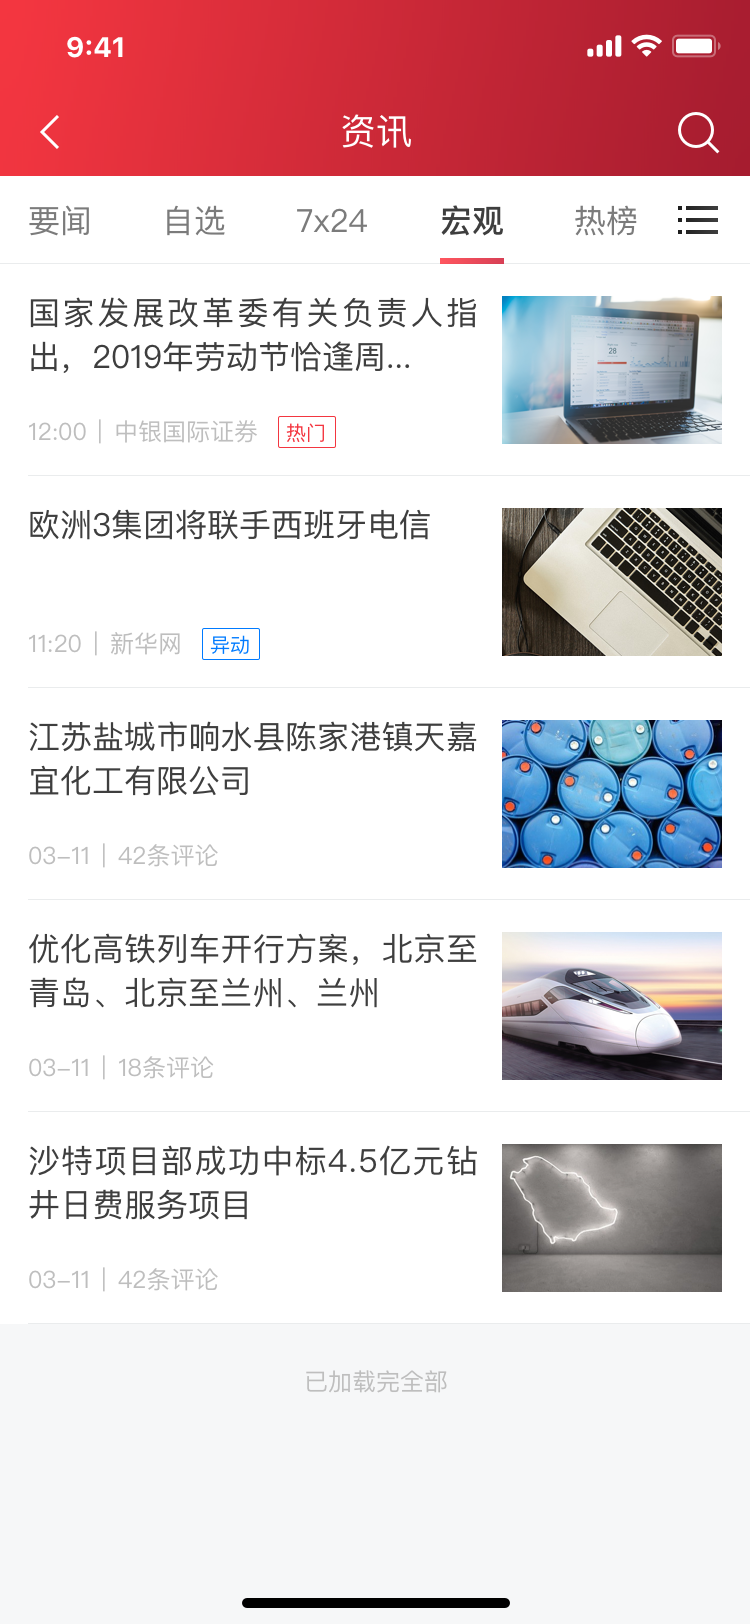 9:41
资讯
要闻 自选 7x24 宏观 热榜
国家发展改革委有关负责人指
出，2019年劳动节恰逢周...
12:00 | 中银国际证券 热门
28
欧洲3集团将联手西班牙电信
11:20 | 新华网 异动
江苏盐城市响水县陈家港镇天嘉
宜化工有限公司
03-11 | 42条评论
优化高铁列车开行方案，北京至
青岛、北京至兰州、兰州
03-11 | 18条评论
沙特项目部成功中标4.5亿元钻
井日费服务项目
03-11 | 42条评论
已加载完全部